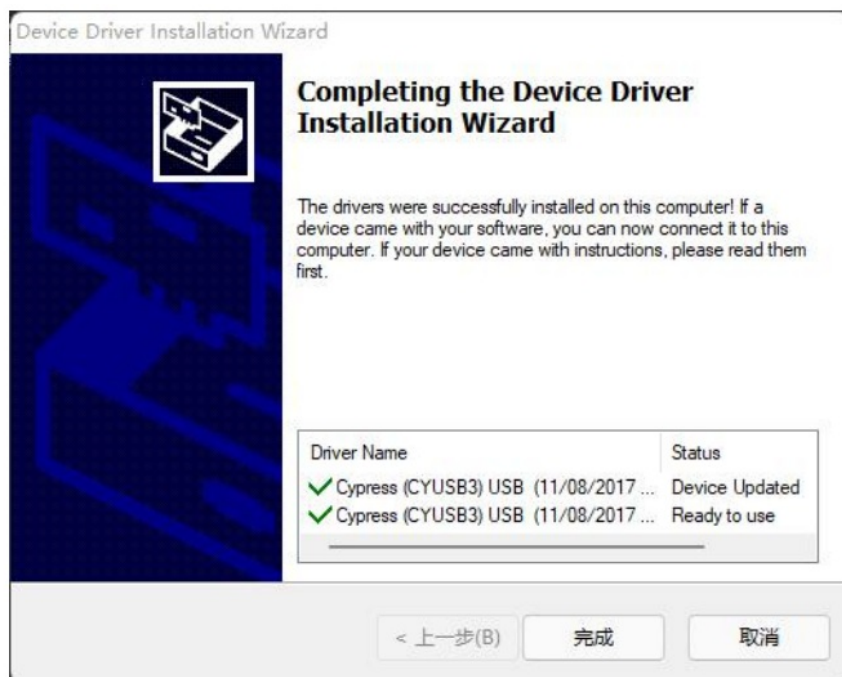 Device Driver Installation Wizard
Completing the Device Driver
Installation Wizard
The drivers were successfully installed on this computer! If a
device came with your software, you can now connect it to this
computer. If your device came with instructions, please read them
first.
Driver Name Status
Cypress (CYUSB3) USB (11/08/2017 ... Device Updated
Cypress (CYUSB3) USB (11/08/2017 ... Ready to use
< 上一步(B) 完成 取消